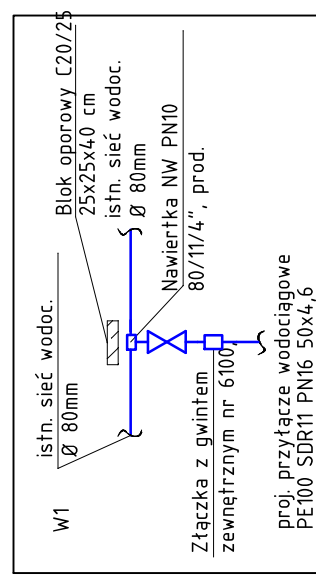 W1
istn. sieć wodoc.
Ø 80mm
Blok oporowy C20/25
25x25x40 cm
istn. sieć wodoc.
Ø 80mm
Nawiertka NW PN10
80/11/4", prod.
Złączka z gwintem
zewnętrznym nr 6100,
proj. przyłącze wodociągowe
PE100 SDR11 PN16 50x4,6